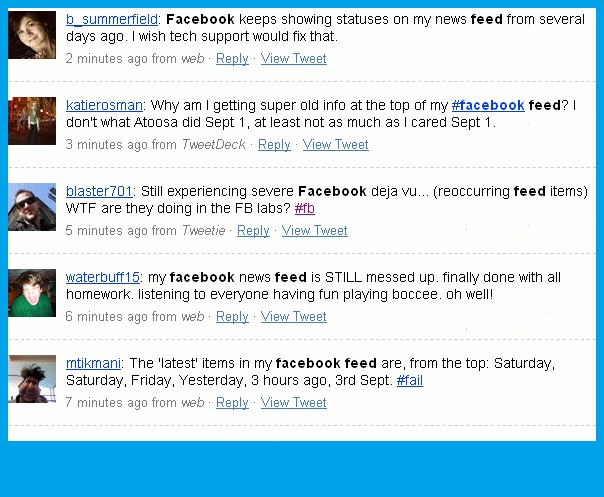 b_summerfield: Facebook keeps showing statuses on my news feed from several
days ago. I wish tech support would fix that.
2 minutes ago from web · Reply · View Tweet
katierosman: Why am I getting super old info at the top of my #facebook feed? I
don't what Atoosa did Sept 1, at least not as much as I cared Sept 1.
3 minutes ago from TweetDeck · Reply · View Tweet
blaster701: Still experiencing severe Facebook deja vu... (reoccurring feed items)
WTF are they doing in the FB labs? #fb
5 minutes ago from Tweetie · Reply · View Tweet
waterbuff15: my facebook news feed is STILL messed up. finally done with all
homework. listening to everyone having fun playing boccee. oh well!
6 minutes ago from web · Reply · View Tweet
mtikmani: The 'latest' items in my facebook feed are, from the top: Saturday,
Saturday, Friday, Yesterday, 3 hours ago, 3rd Sept. #fail
7 minutes ago from web · Reply · View Tweet